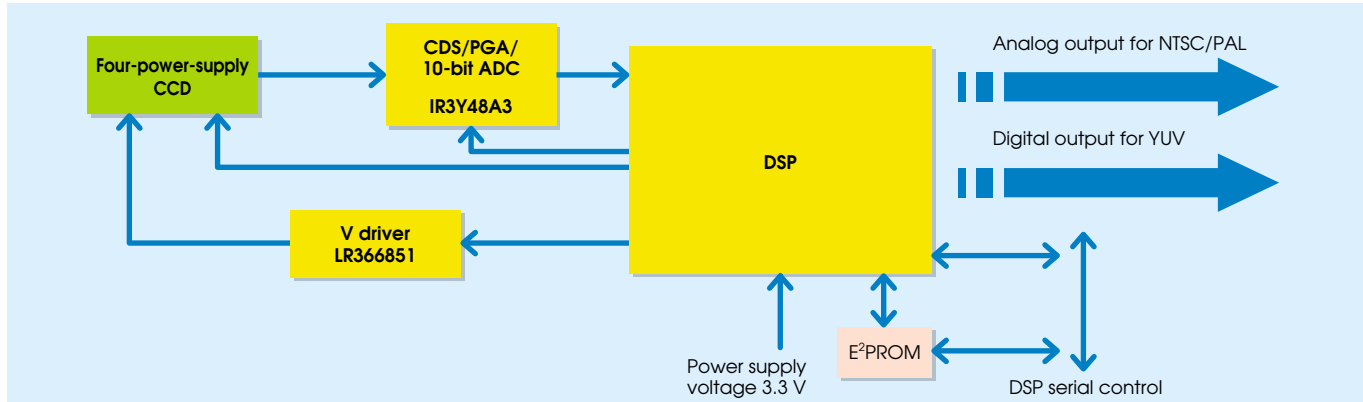 Four-power-supply
CCD
CDS/PGA/
10-bit ADC
IR3Y48A3
DSP
V driver
LR366851
Analog output for NTSC/PAL
Digital output for YUV
Power supply
voltage 3.3 V
E²PROM
DSP serial control